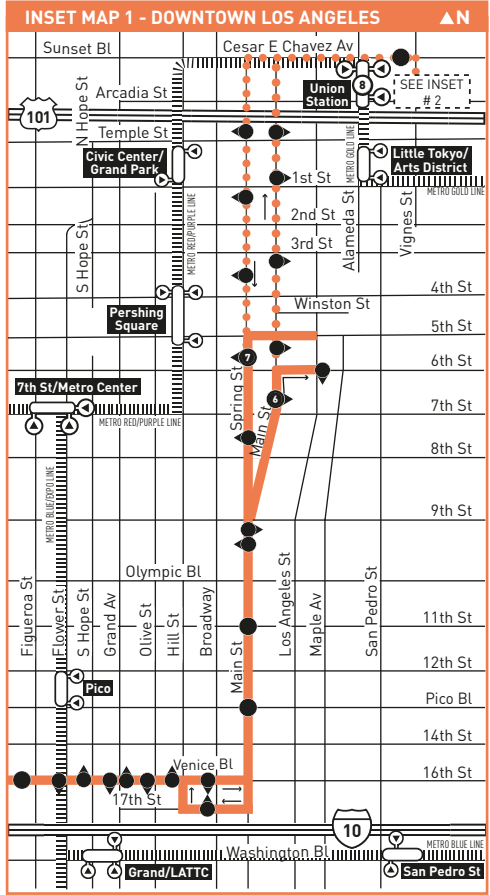 INSET MAP 1 - DOWNTOWN LOS ANGELES
N
Sunset Bl
Cesar E Chavez Av
Union
Station
8
SEE INSET
# 2
Arcadia St
N Hope St
101
Temple St
METRO GOLD LINE
Civic Center/
Grand Park
Little Tokyo/
Arts District
1st St
METRO GOLD LINE
METRO RED/PURPLE LINE
Alameda St
Vignes St
2nd St
S Hope St
3rd St
4th St
Winston St
Pershing
Square
5th St
7
6th St
7th St/Metro Center
Spring St
Main St
6
7th St
METRO RED/PURPLE LINE
8th St
METRO BLUE/EXPO LINE
9th St
Olympic Bl
Figueroa St
Flower St
S Hope St
Grand Av
Olive St
Hill St
Broadway
Main St
Los Angeles St
Maple Av
San Pedro St
11th St
12th St
Pico
Pico Bl
14th St
Venice Bl
16th St
17th St
10
METRO BLUE LINE
Washington Bl
Grand/LATTC
San Pedro St